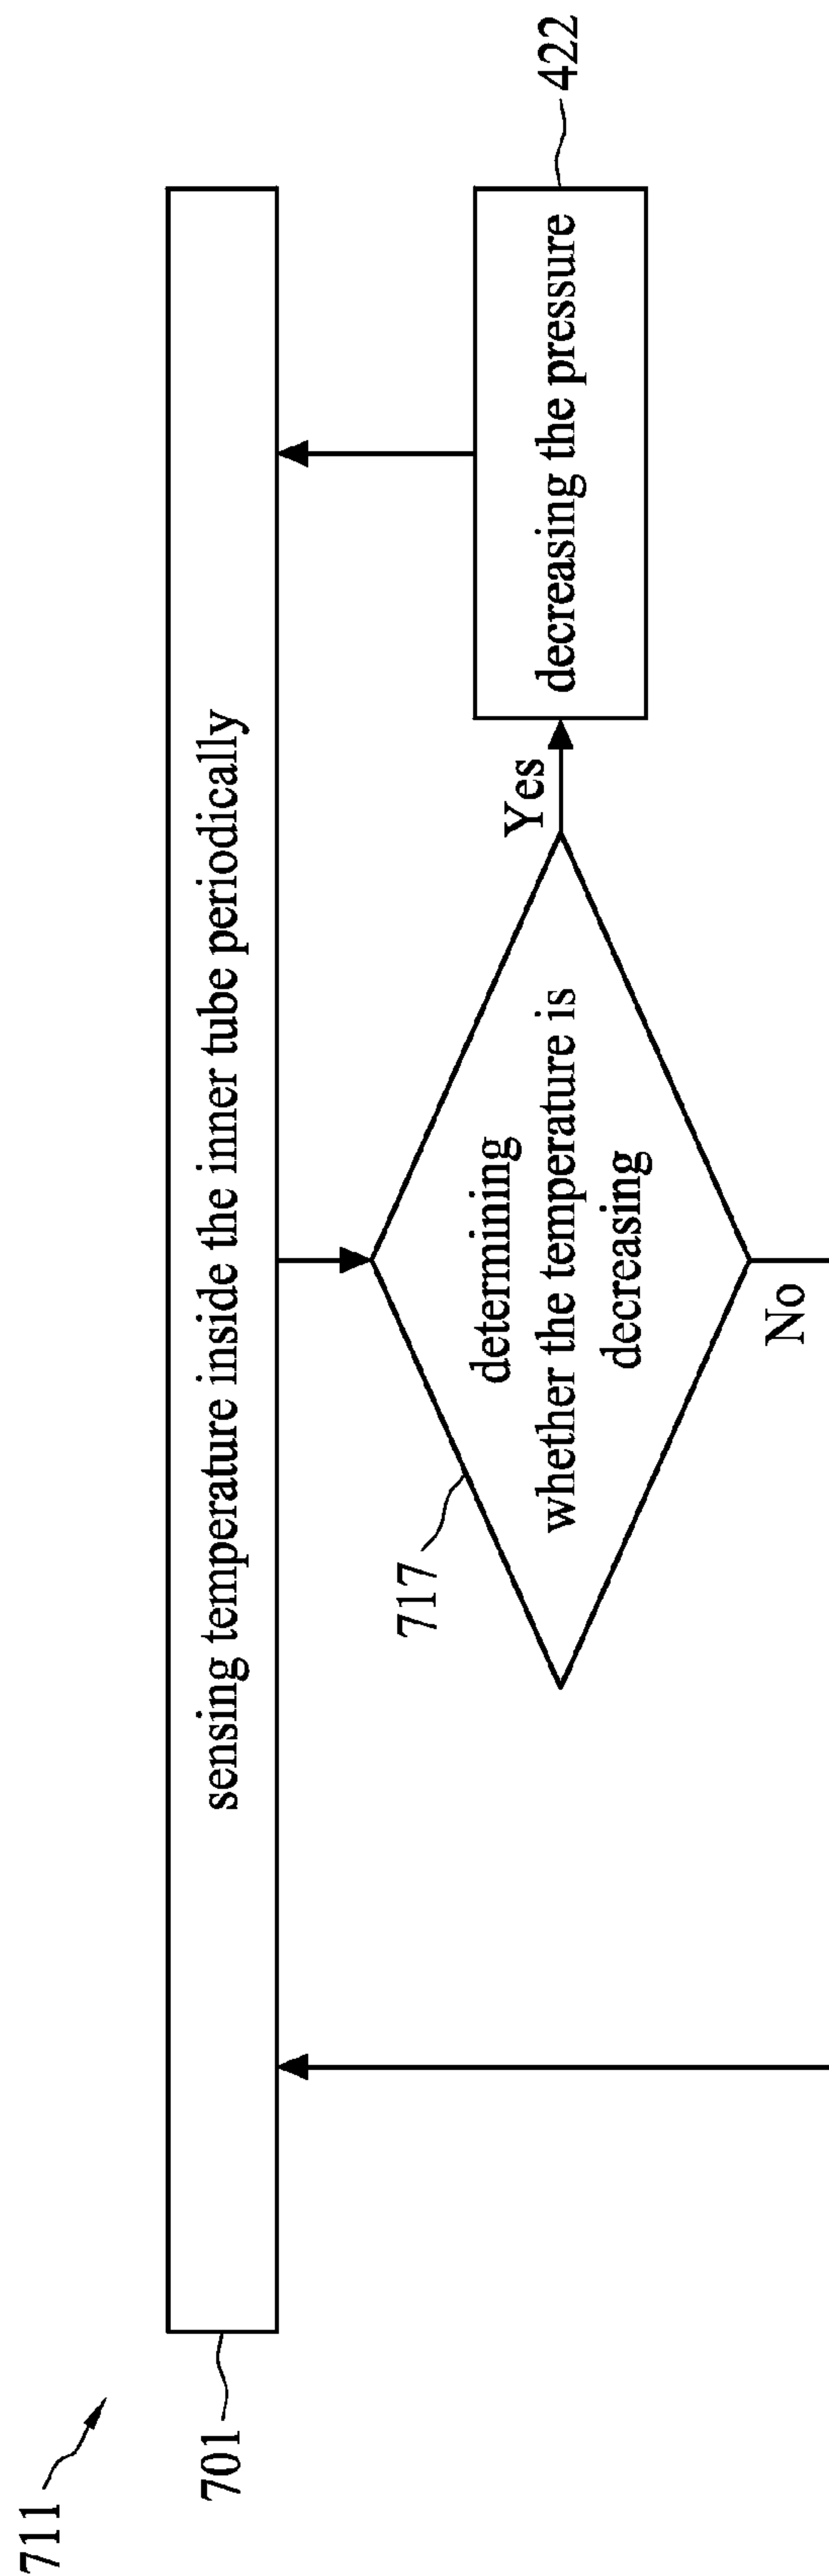 711
701
sensing temperature inside the inner tube periodically
717
determining
whether the temperature is
decreasing
Yes
decreasing the pressure
422
No